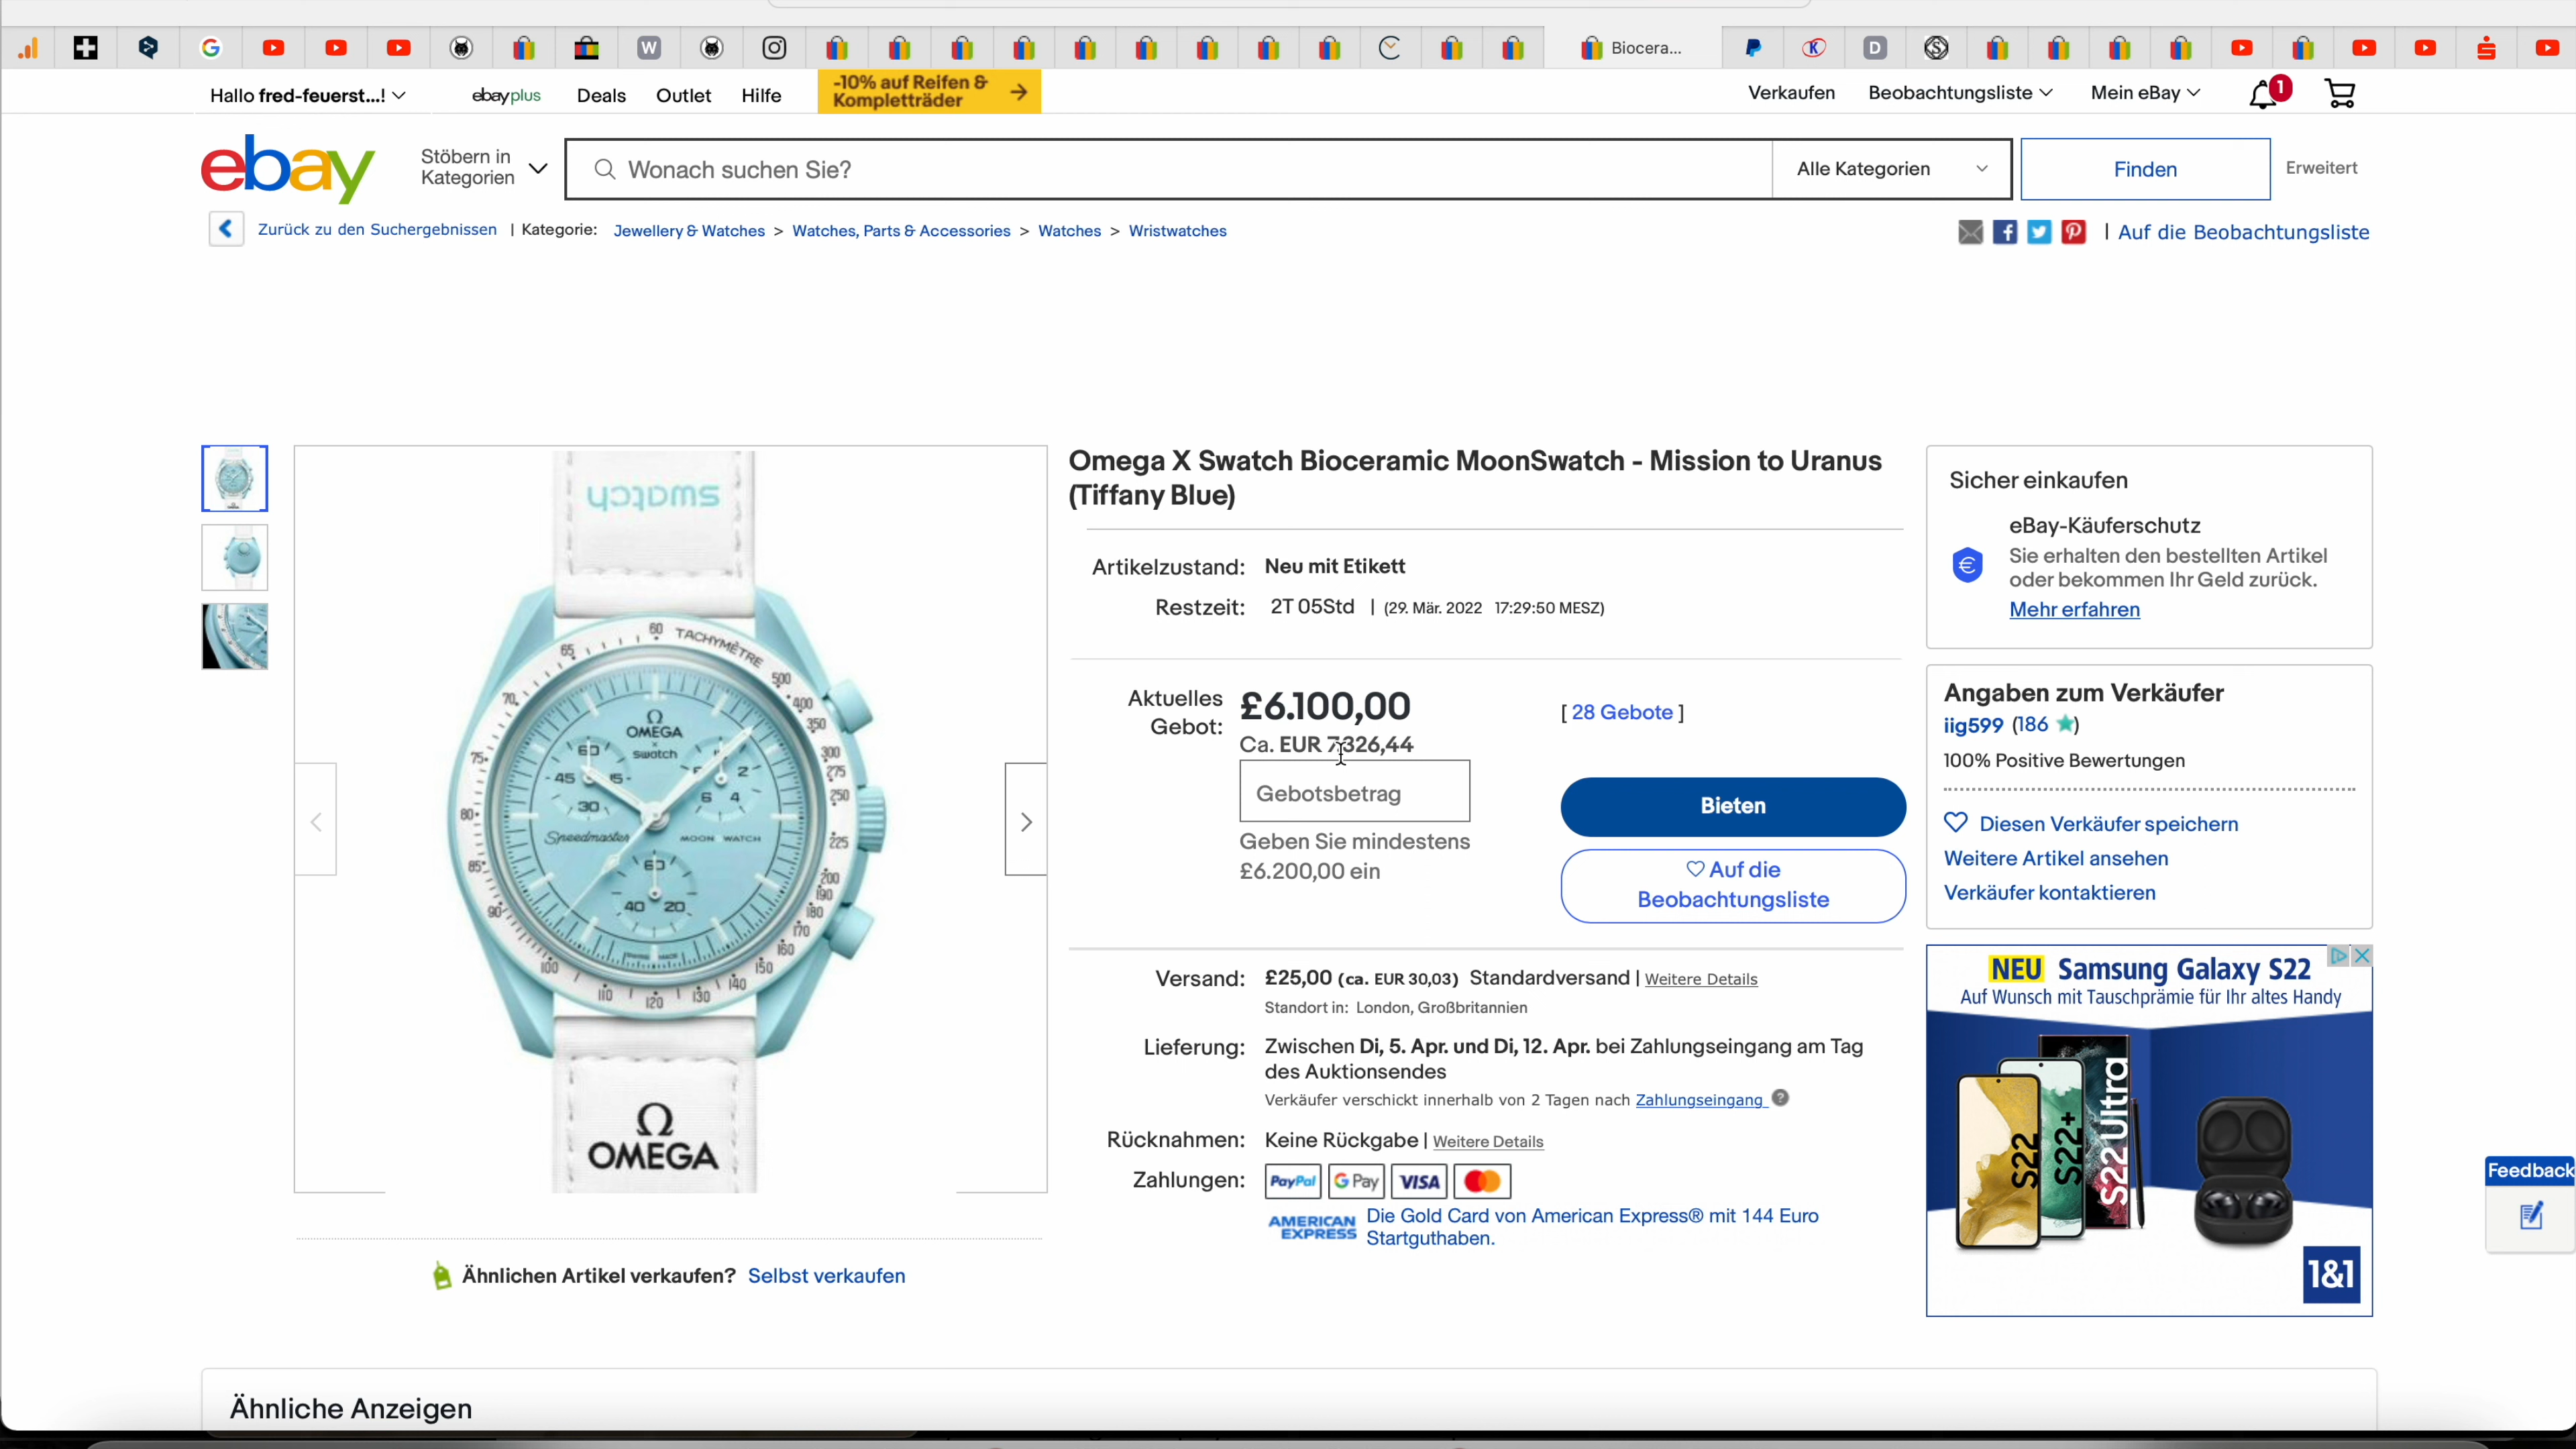 Biocera...
Hallo fred-feuerst...!
ebayplus
Deals
Outlet
Hilfe
-10% auf Reifen &
Kompletträder
Verkaufen
Beobachtungsliste
Mein eBay
1
ebay
Stöbern in
Kategorien
Wonach suchen Sie?
Alle Kategorien
Finden
Erweitert
Zurück zu den Suchergebnissen | Kategorie: Jewellery & Watches > Watches, Parts & Accessories > Watches > Wristwatches
| Auf die Beobachtungsliste
swatch
60 TACHYMÈTRE
OMEGA
swatch
Speedmaster
MOONSWATCH
OMEGA
Omega X Swatch Bioceramic MoonSwatch - Mission to Uranus
(Tiffany Blue)
Artikelzustand: Neu mit Etikett
Restzeit: 2T 05Std | (29. Mär. 2022 17:29:50 MESZ)
Aktuelles
Gebot:
£6.100,00
[ 28 Gebote ]
Ca. EUR 7.326,44
Gebotsbetrag
Bieten
Geben Sie mindestens
£6.200,00 ein
Auf die
Beobachtungsliste
Versand: £25,00 (ca. EUR 30,03) Standardversand | Weitere Details
Standort in: London, Großbritannien
Lieferung: Zwischen Di, 5. Apr. und Di, 12. Apr. bei Zahlungseingang am Tag
des Auktionsendes
Verkäufer verschickt innerhalb von 2 Tagen nach Zahlungseingang
Rücknahmen: Keine Rückgabe | Weitere Details
Zahlungen: PayPal G Pay VISA
AMERICAN
EXPRESS
Die Gold Card von American Express® mit 144 Euro
Startguthaben.
Ähnlichen Artikel verkaufen? Selbst verkaufen
Sicher einkaufen
eBay-Käuferschutz
Sie erhalten den bestellten Artikel
oder bekommen Ihr Geld zurück.
Mehr erfahren
Angaben zum Verkäufer
iig599 (186)
100% Positive Bewertungen
Diesen Verkäufer speichern
Weitere Artikel ansehen
Verkäufer kontaktieren
NEU Samsung Galaxy S22
Auf Wunsch mit Tauschprämie für Ihr altes Handy
S22
S22+
S22 Ultra
1&1
Feedback
Ähnliche Anzeigen